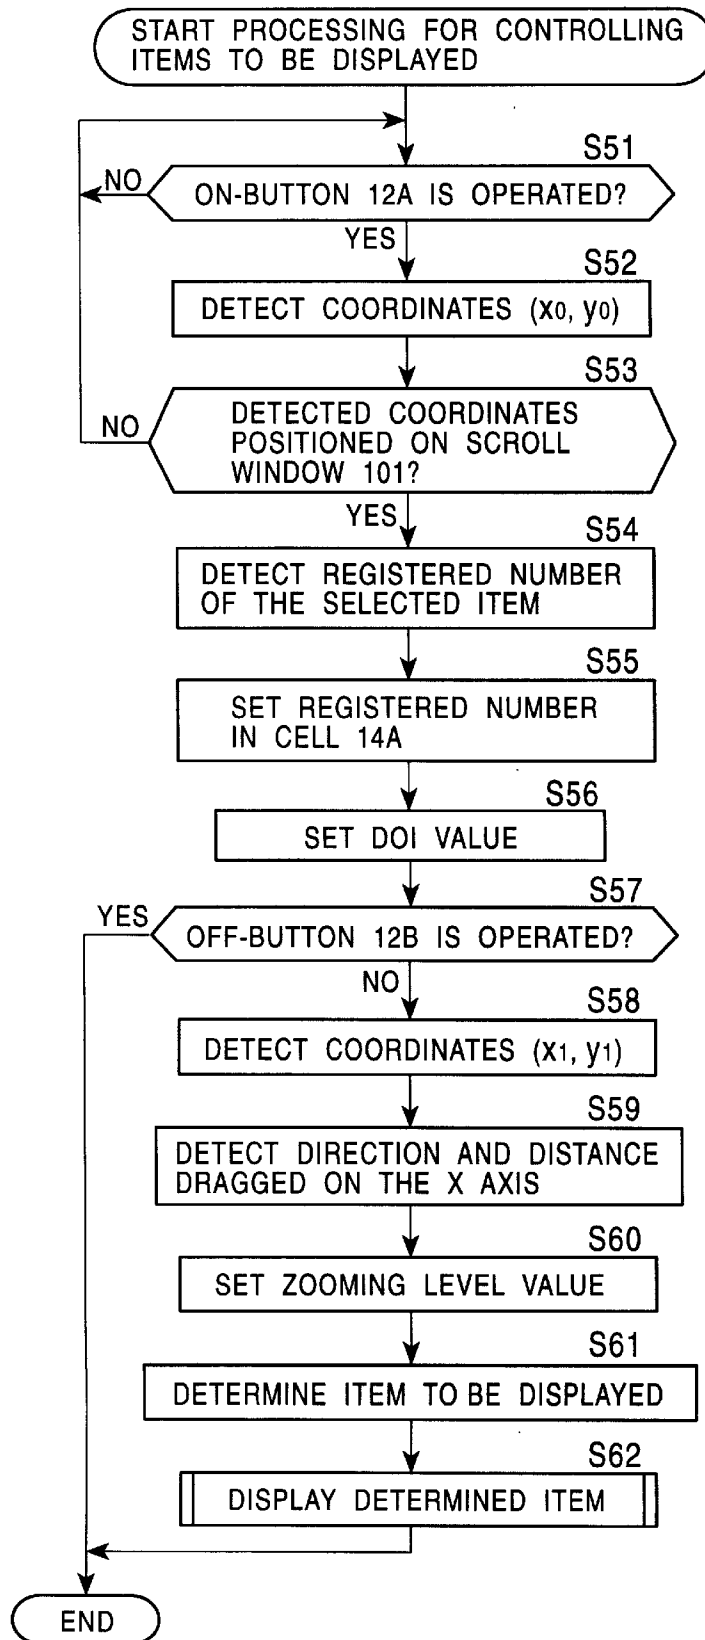 START PROCESSING FOR CONTROLLING
ITEMS TO BE DISPLAYED
S51
NO
ON-BUTTON 12A IS OPERATED?
YES
S52
DETECT COORDINATES (x0, y0)
S53
NO
DETECTED COORDINATES
POSITIONED ON SCROLL
WINDOW 101?
YES
S54
DETECT REGISTERED NUMBER
OF THE SELECTED ITEM
S55
SET REGISTERED NUMBER
IN CELL 14A
S56
SET DOI VALUE
S57
YES
OFF-BUTTON 12B IS OPERATED?
NO
S58
DETECT COORDINATES (x1, y1)
S59
DETECT DIRECTION AND DISTANCE
DRAGGED ON THE X AXIS
S60
SET ZOOMING LEVEL VALUE
S61
DETERMINE ITEM TO BE DISPLAYED
S62
DISPLAY DETERMINED ITEM
END